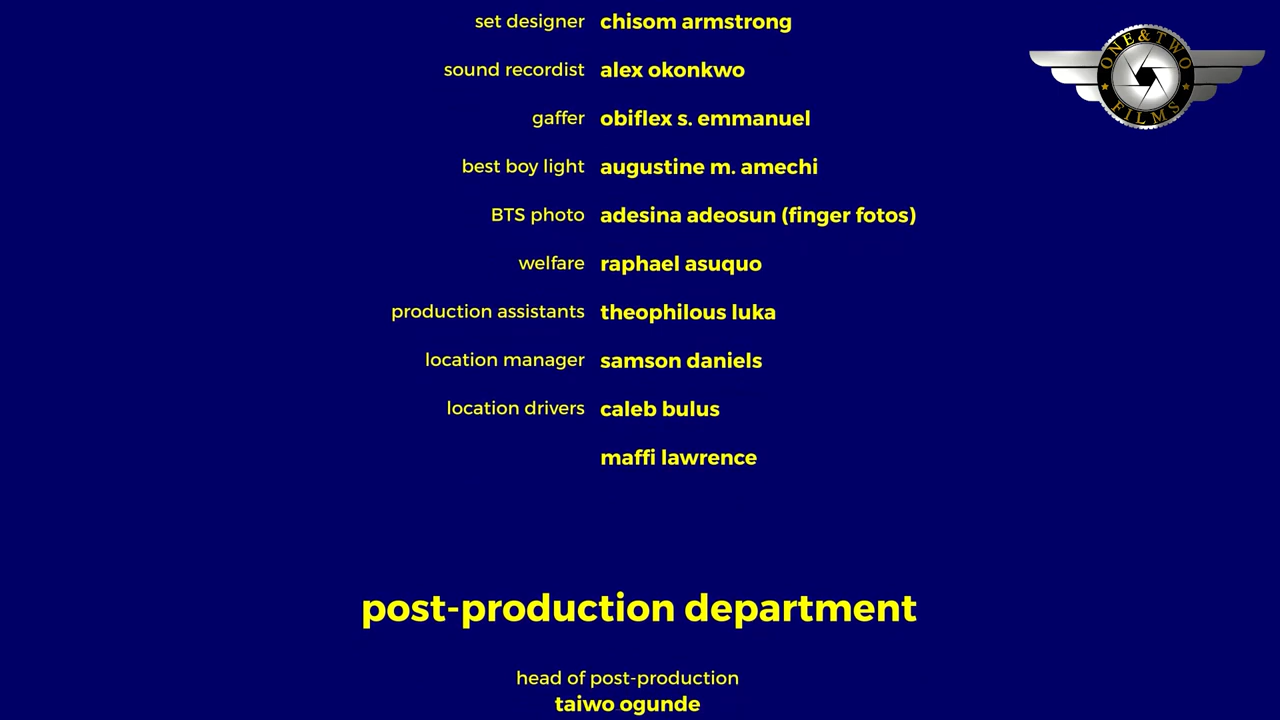 set designer chisom armstrong
ONE&TWO
FILMS
sound recordist alex okonkwo
gaffer obiflex s. emmanuel
best boy light augustine m. amechi
BTS photo adesina adeosun (finger fotos)
welfare raphael asuquo
production assistants theophilous luka
location manager samson daniels
location drivers caleb bulus
maffi lawrence
post-production department
head of post-production
taiwo ogunde